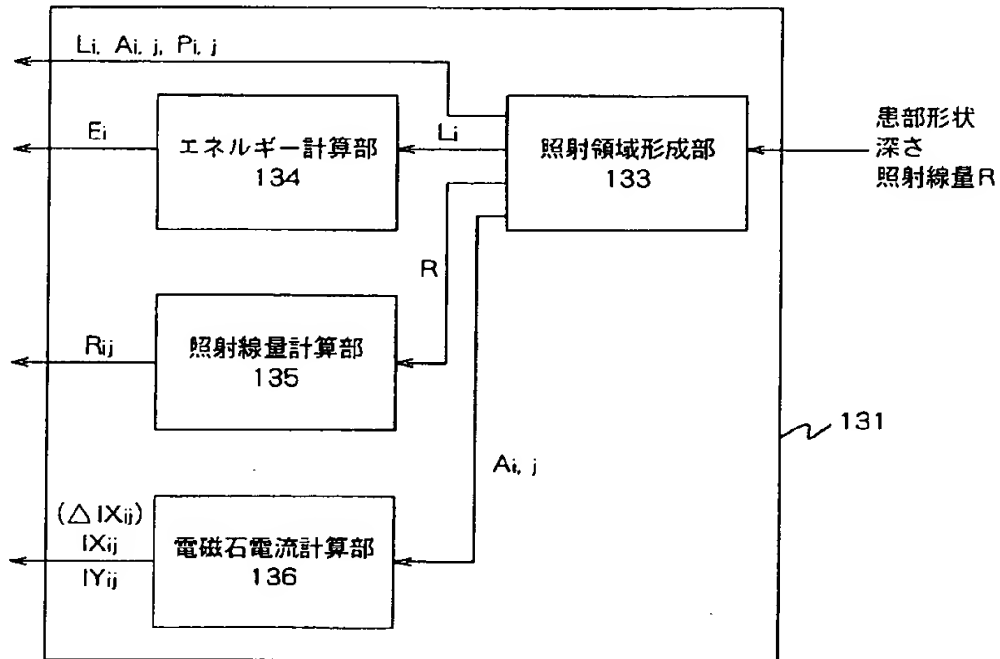 Li, Ai, j, Pi, j
Ei
エネルギー計算部
134
Li
照射領域形成部
133
患部形状
深さ
照射線量R
R
Rij
照射線量計算部
135
131
Ai, j
(△IXij)
IXij
IYij
電磁石電流計算部
136